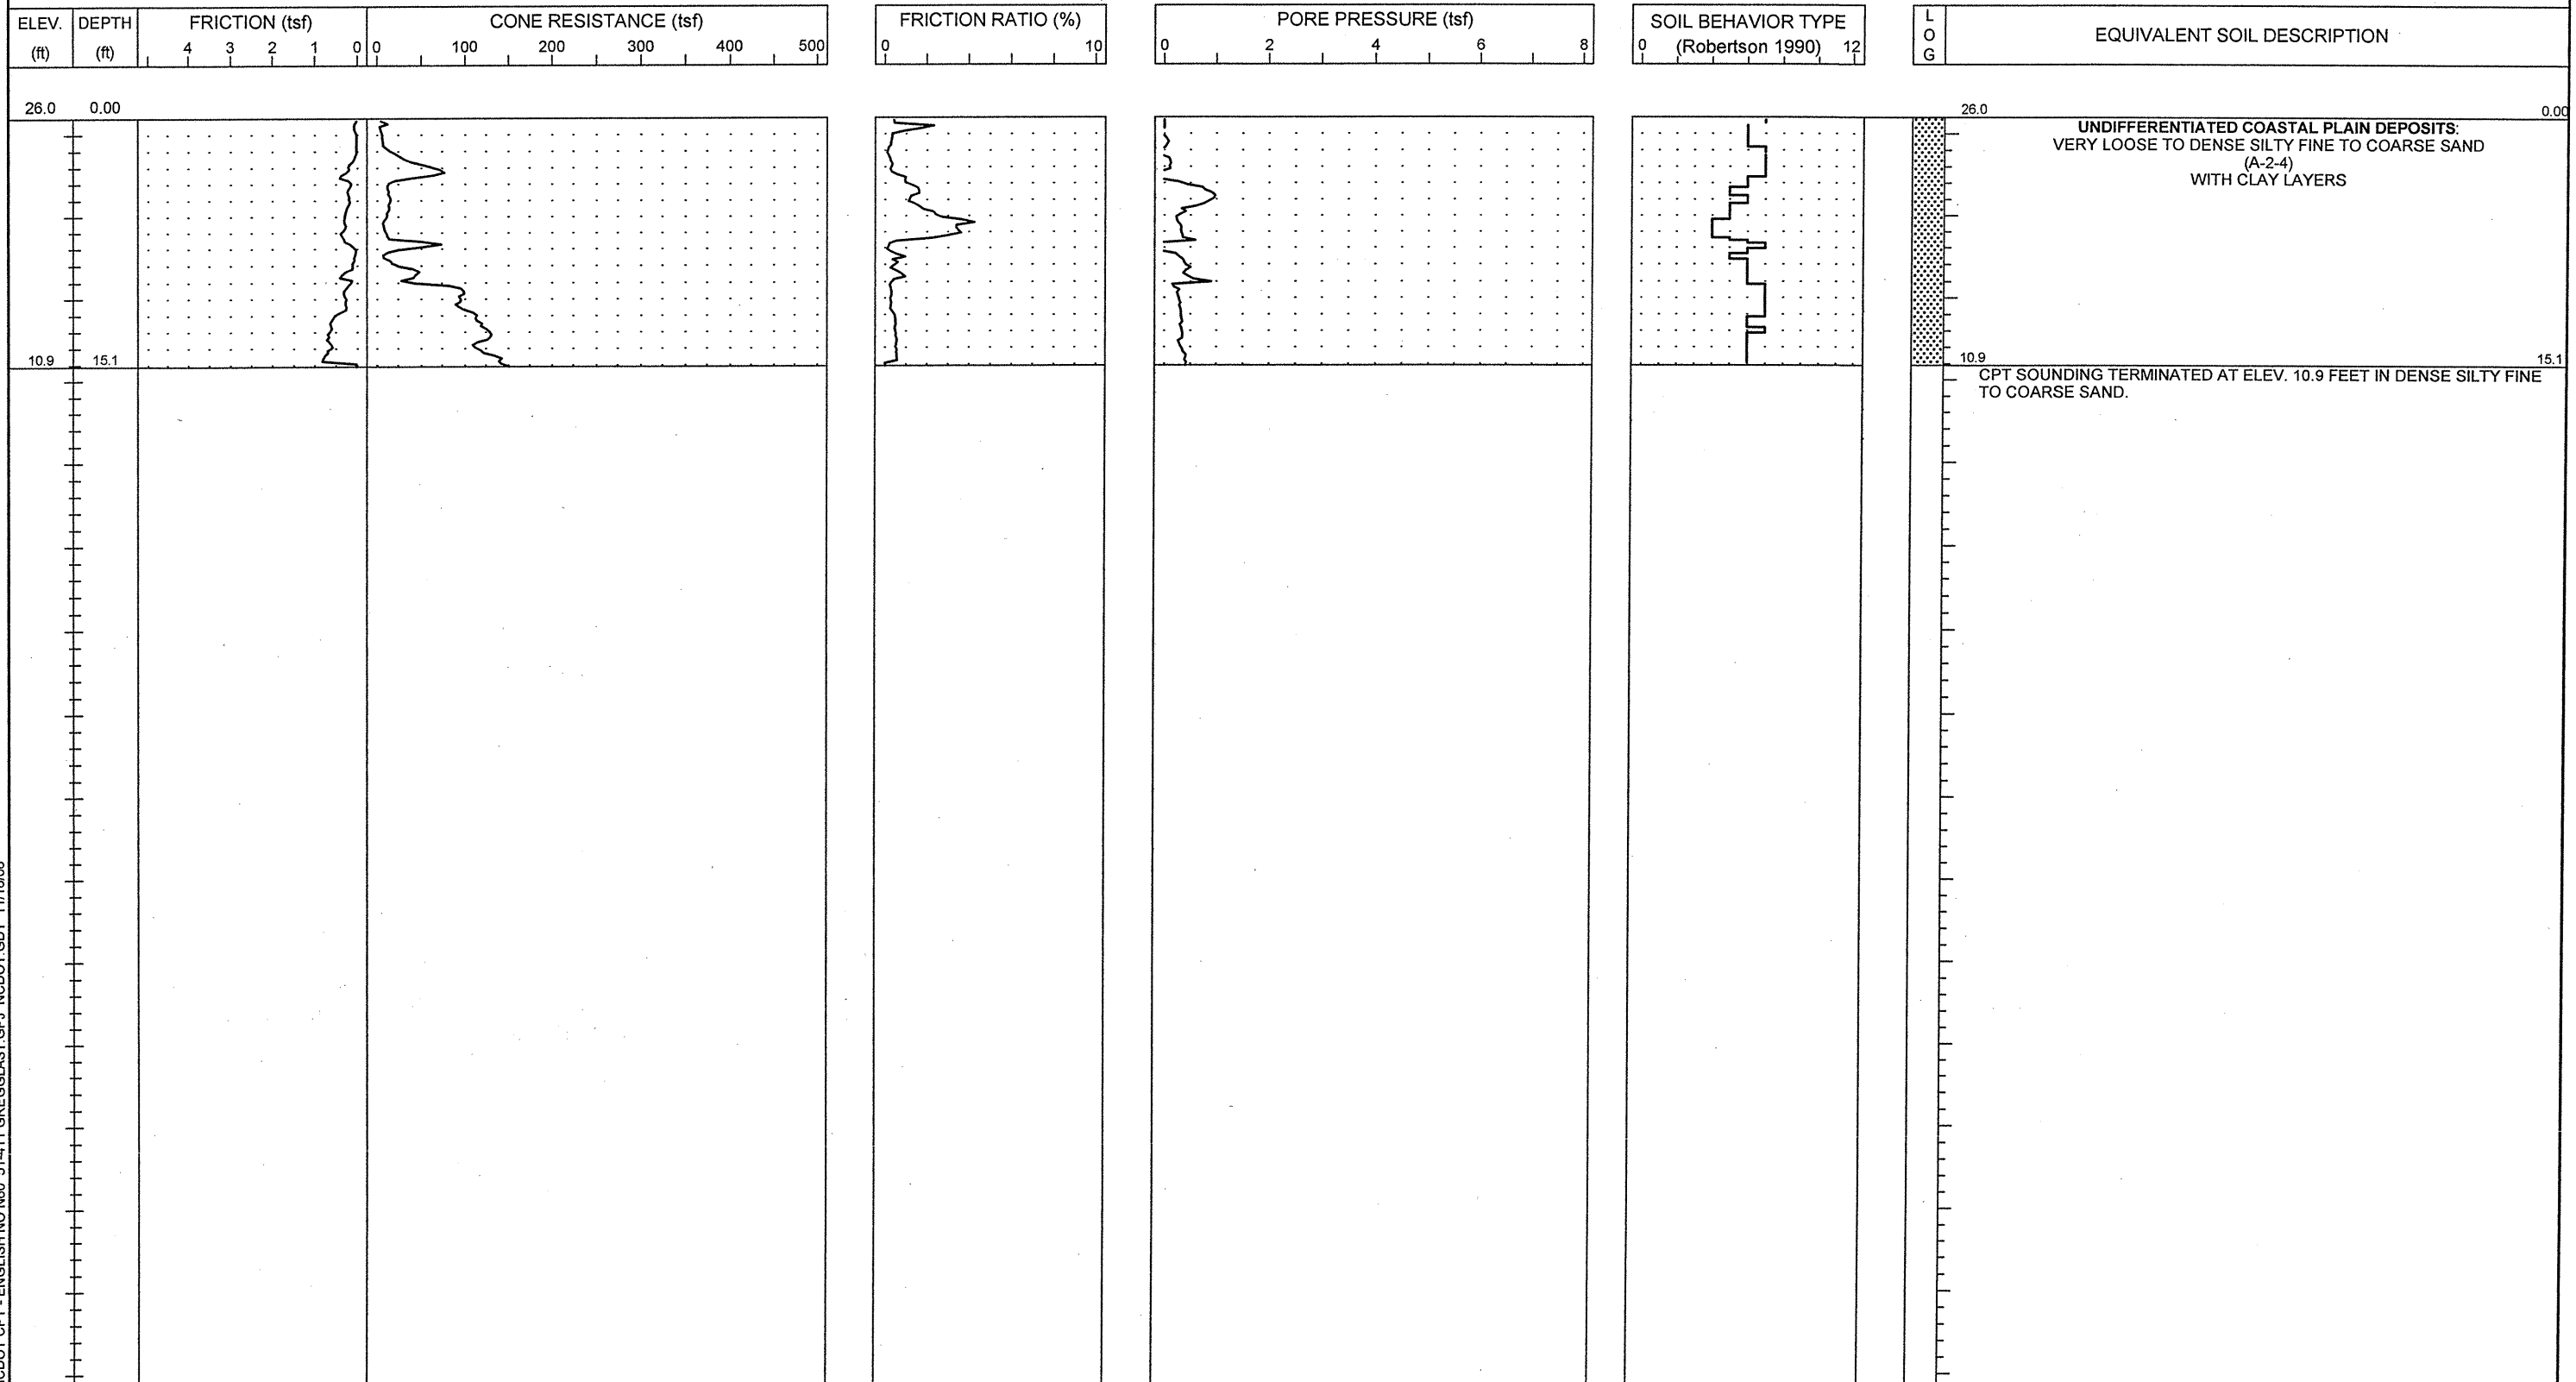 ELEV. (ft)
DEPTH (ft)
FRICTION (tsf)
4 3 2 1 0
CONE RESISTANCE (tsf)
0 100 200 300 400 500
FRICTION RATIO (%)
0 10
PORE PRESSURE (tsf)
0 2 4 6 8
SOIL BEHAVIOR TYPE
(Robertson 1990)
0 12
LOG
EQUIVALENT SOIL DESCRIPTION
26.0 0.00
26.0 0.00
UNDIFFERENTIATED COASTAL PLAIN DEPOSITS:
VERY LOOSE TO DENSE SILTY FINE TO COARSE SAND
(A-2-4)
WITH CLAY LAYERS
10.9 15.1
10.9 15.1
CPT SOUNDING TERMINATED AT ELEV. 10.9 FEET IN DENSE SILTY FINE
TO COARSE SAND.